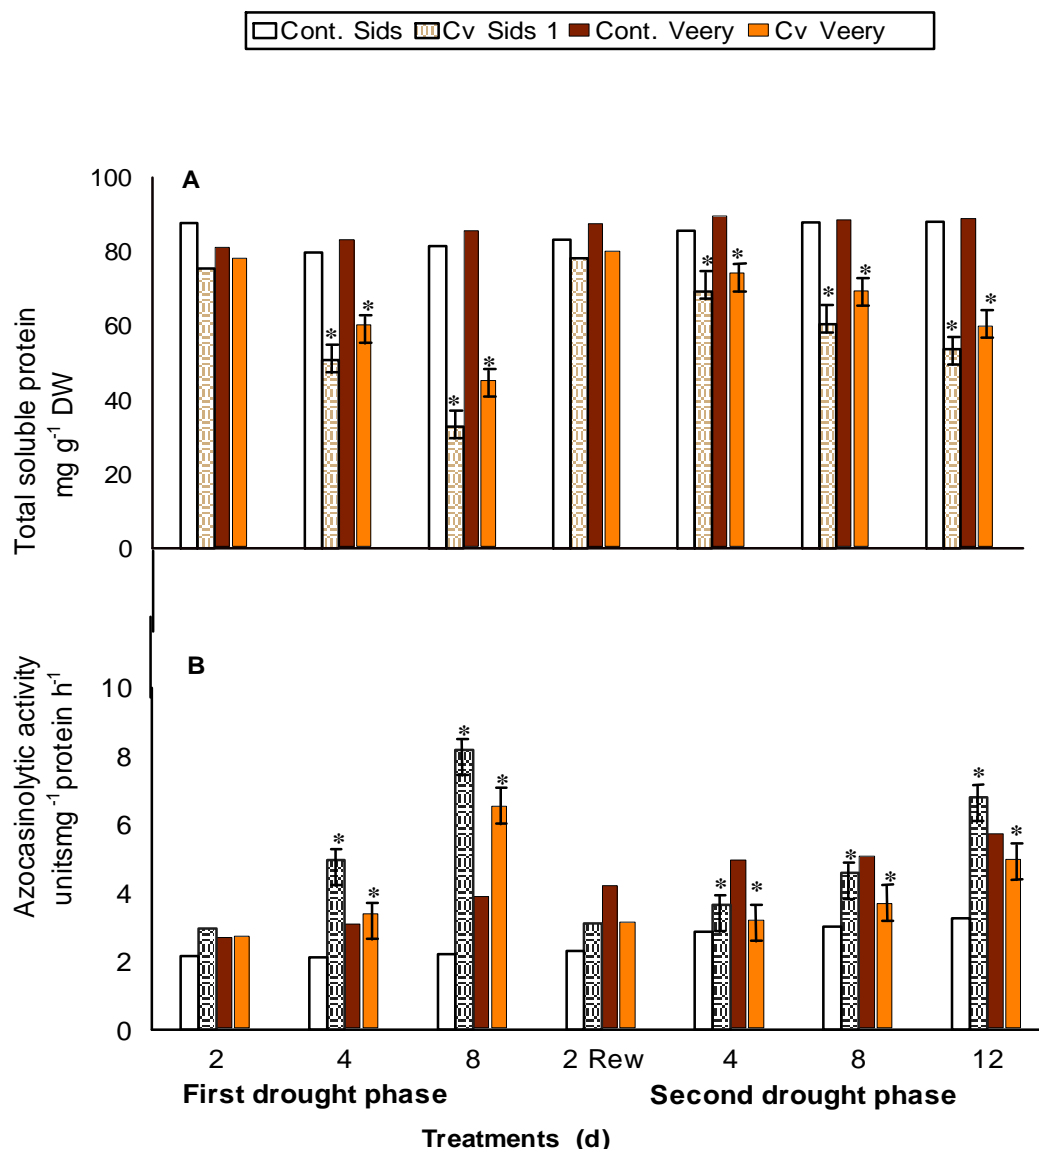 Cont. Sids Cv Sids 1 Cont. Veery Cv Veery
A
Total soluble protein
mg g-1 DW
100
80
60
40
20
0
* * * * * * * * * *
B
Azocasinolytic activity
unitsmg -1 protein h-1
10
8
6
4
2
0
* * * * * * * * * *
2 4 8 2 Rew 4 8 12
First drought phase Second drought phase
Treatments (d)